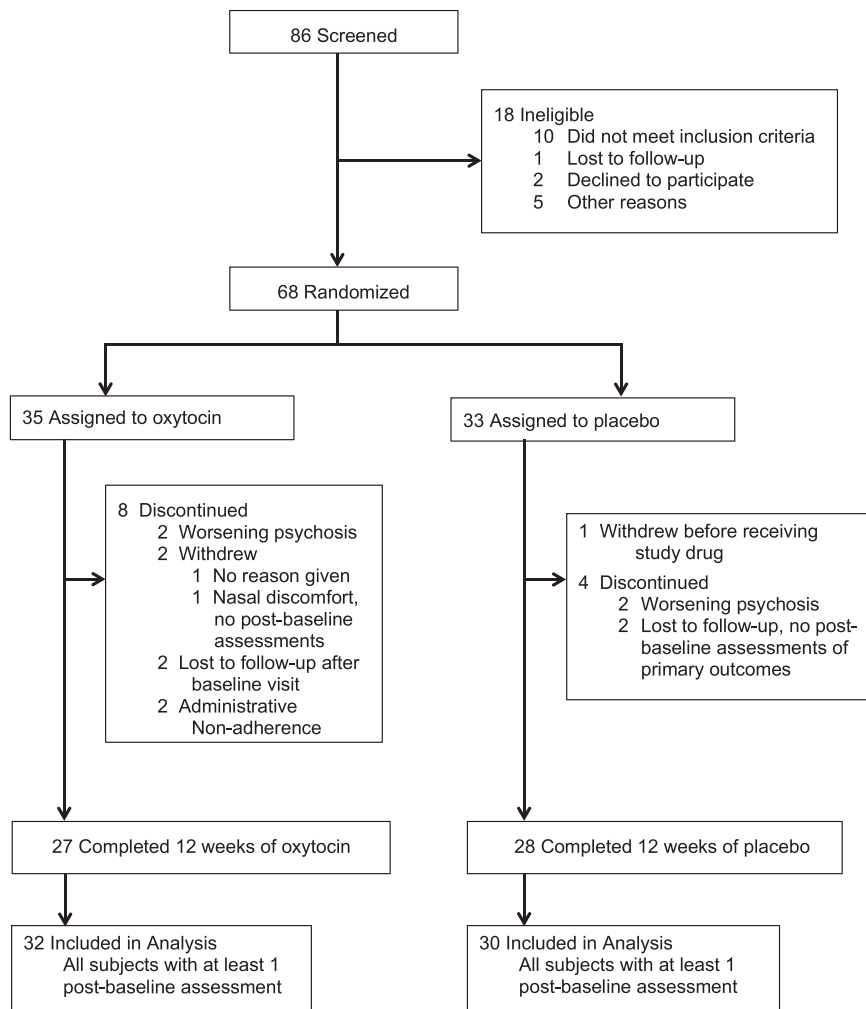 86 Screened
18 Ineligible
10 Did not meet inclusion criteria
1 Lost to follow-up
2 Declined to participate
5 Other reasons
68 Randomized
35 Assigned to oxytocin
33 Assigned to placebo
8 Discontinued
2 Worsening psychosis
2 Withdrew
1 No reason given
1 Nasal discomfort,
no post-baseline
assessments
2 Lost to follow-up after
baseline visit
2 Administrative
Non-adherence
1 Withdrew before receiving
study drug
4 Discontinued
2 Worsening psychosis
2 Lost to follow-up, no post-
baseline assessments of
primary outcomes
27 Completed 12 weeks of oxytocin
28 Completed 12 weeks of placebo
32 Included in Analysis
All subjects with at least 1
post-baseline assessment
30 Included in Analysis
All subjects with at least 1
post-baseline assessment